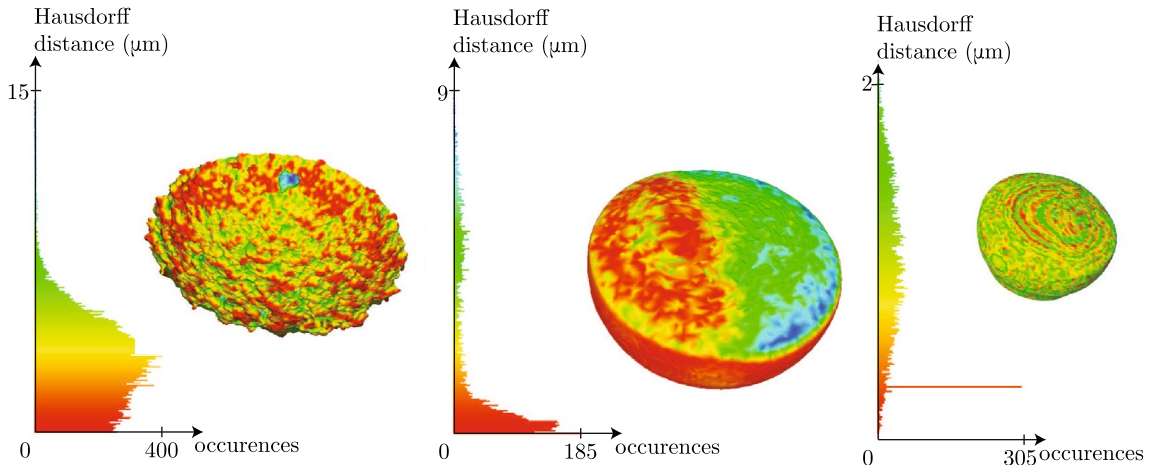 Hausdorff
distance (µm)
15
0
400
occurences
Hausdorff
distance (µm)
9
0
185
occurences
Hausdorff
distance (µm)
2
0
305
occurences